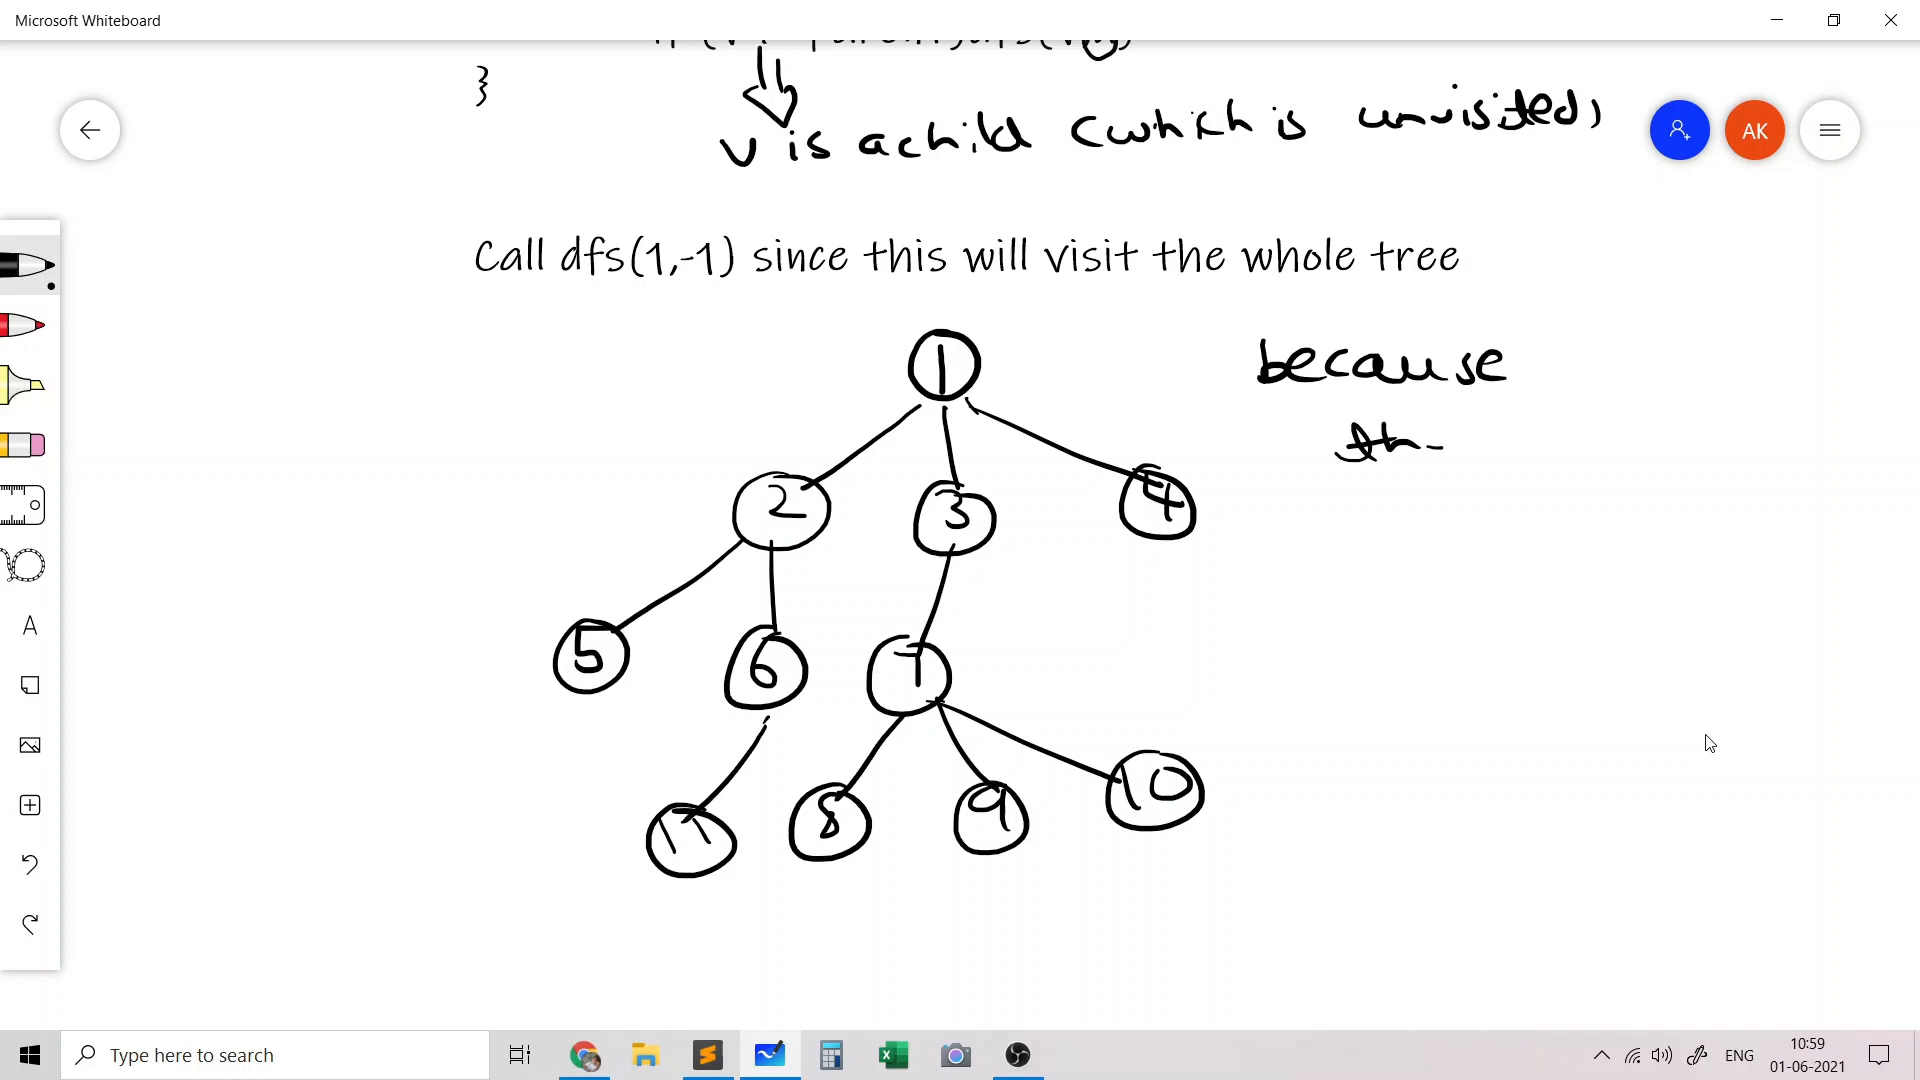 Microsoft Whiteboard
}
v is a child (which is unvisited)
AK
Call dfs(1,-1) since this will visit the whole tree
1
because
2
3
4
5
6
7
11
8
9
10
A
Type here to search
ENG
10:59
01-06-2021